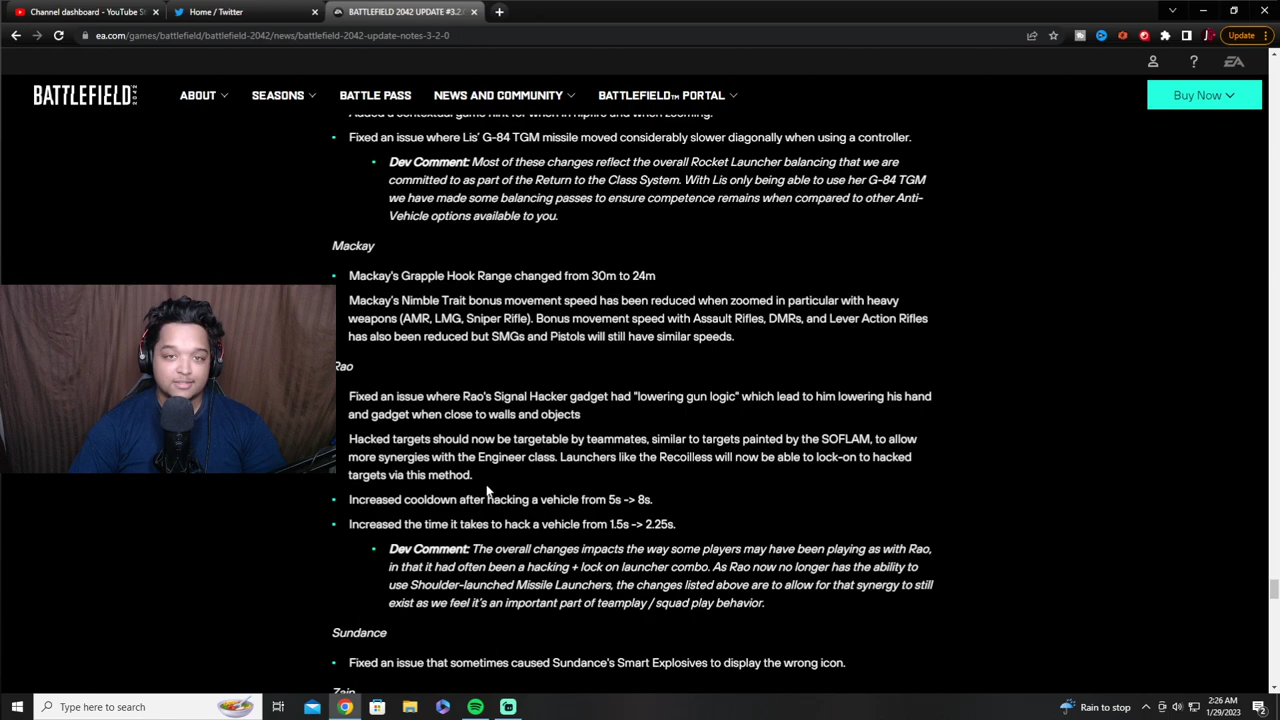 Channel dashboard - YouTube S
Home / Twitter
BATTLEFIELD 2042 UPDATE #3.2.
ea.com/games/battlefield/battlefield-2042/news/battlefield-2042-update-notes-3-2-0
Update
EA
BATTLEFIELD
ABOUT
SEASONS
BATTLE PASS
NEWS AND COMMUNITY
BATTLEFIELD™ PORTAL
Buy Now
Added a contextual game hint for when in hipfire and when zooming.
Fixed an issue where Lis' G-84 TGM missile moved considerably slower diagonally when using a controller.
Dev Comment: Most of these changes reflect the overall Rocket Launcher balancing that we are
committed to as part of the Return to the Class System. With Lis only being able to use her G-84 TGM
we have made some balancing passes to ensure competence remains when compared to other Anti-
Vehicle options available to you.
Mackay
Mackay's Grapple Hook Range changed from 30m to 24m
Mackay's Nimble Trait bonus movement speed has been reduced when zoomed in particular with heavy
weapons (AMR, LMG, Sniper Rifle). Bonus movement speed with Assault Rifles, DMRs, and Lever Action Rifles
has also been reduced but SMGs and Pistols will still have similar speeds.
Rao
Fixed an issue where Rao's Signal Hacker gadget had "lowering gun logic" which lead to him lowering his hand
and gadget when close to walls and objects
Hacked targets should now be targetable by teammates, similar to targets painted by the SOFLAM, to allow
more synergies with the Engineer class. Launchers like the Recoilless will now be able to lock-on to hacked
targets via this method.
Increased cooldown after hacking a vehicle from 5s -> 8s.
Increased the time it takes to hack a vehicle from 1.5s -> 2.25s.
Dev Comment: The overall changes impacts the way some players may have been playing as with Rao,
in that it had often been a hacking + lock on launcher combo. As Rao now no longer has the ability to
use Shoulder-launched Missile Launchers, the changes listed above are to allow for that synergy to still
exist as we feel it's an important part of teamplay / squad play behavior.
Sundance
Fixed an issue that sometimes caused Sundance's Smart Explosives to display the wrong icon.
Zain
Type here to search
Rain to stop
2:26 AM
1/29/2023
2